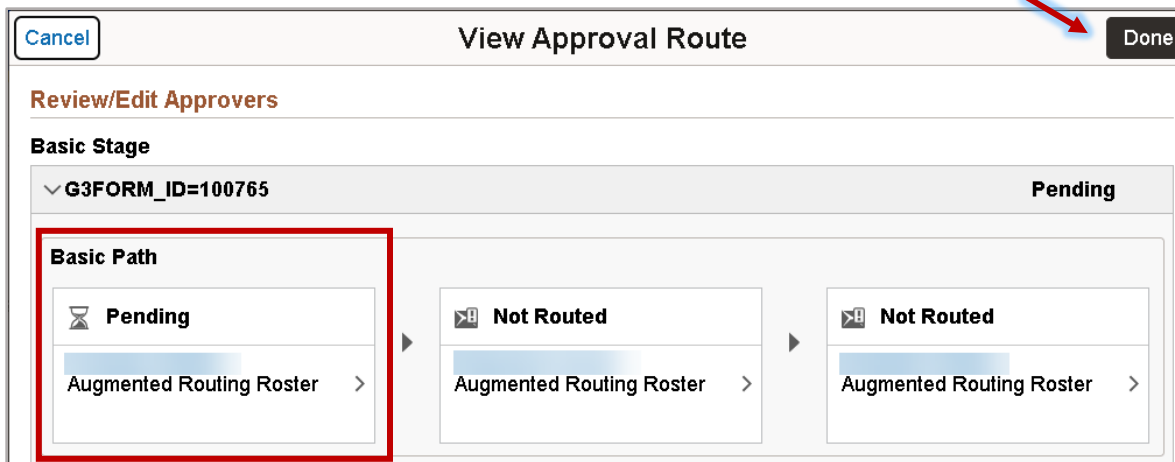 Cancel View Approval Route Done
Review/Edit Approvers
Basic Stage
G3FORM_ID=100765 Pending
Basic Path
Pending Not Routed Not Routed
Augmented Routing Roster Augmented Routing Roster Augmented Routing Roster